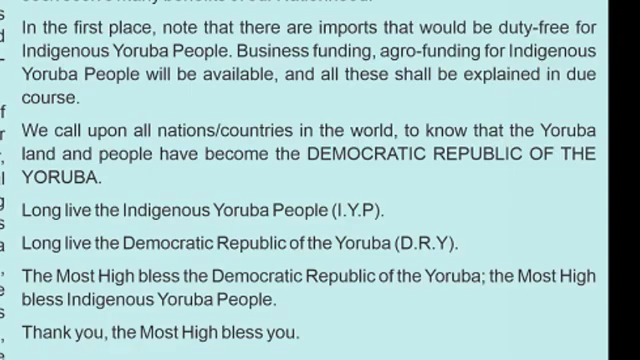 In the first place, note that there are imports that would be duty-free for
Indigenous Yoruba People. Business funding, agro-funding for Indigenous
Yoruba People will be available, and all these shall be explained in due
course.
We call upon all nations/countries in the world, to know that the Yoruba
land and people have become the DEMOCRATIC REPUBLIC OF THE
YORUBA.
Long live the Indigenous Yoruba People (I.Y.P).
Long live the Democratic Republic of the Yoruba (D.R.Y).
The Most High bless the Democratic Republic of the Yoruba; the Most High
bless Indigenous Yoruba People.
Thank you, the Most High bless you.